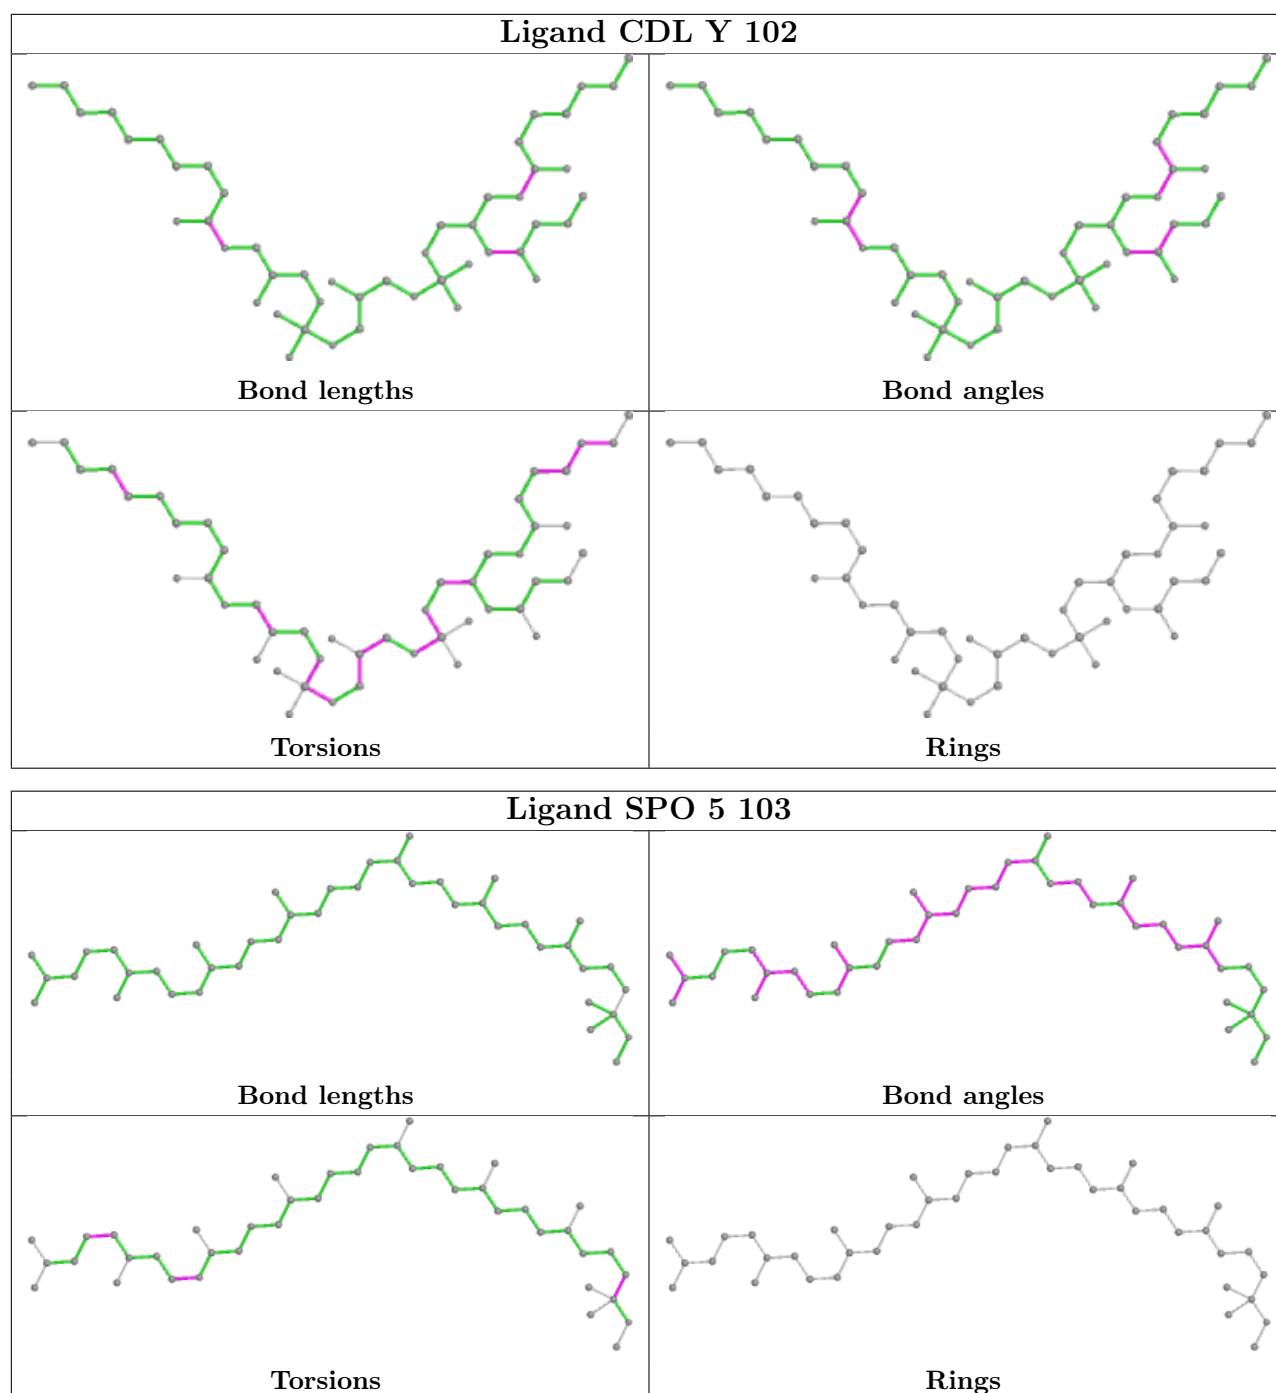 Ligand CDL Y 102
Bond lengths
Bond angles
Torsions
Rings
Ligand SPO 5 103
Bond lengths
Bond angles
Torsions
Rings